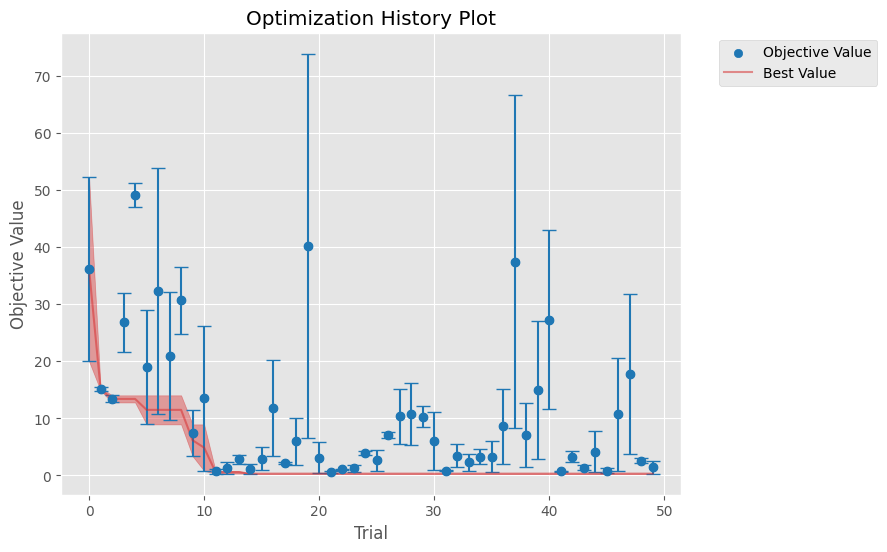 Optimization History Plot
Objective Value
Best Value
70
60
50
40
30
20
10
0
Objective Value
0 10 20 30 40 50
Trial